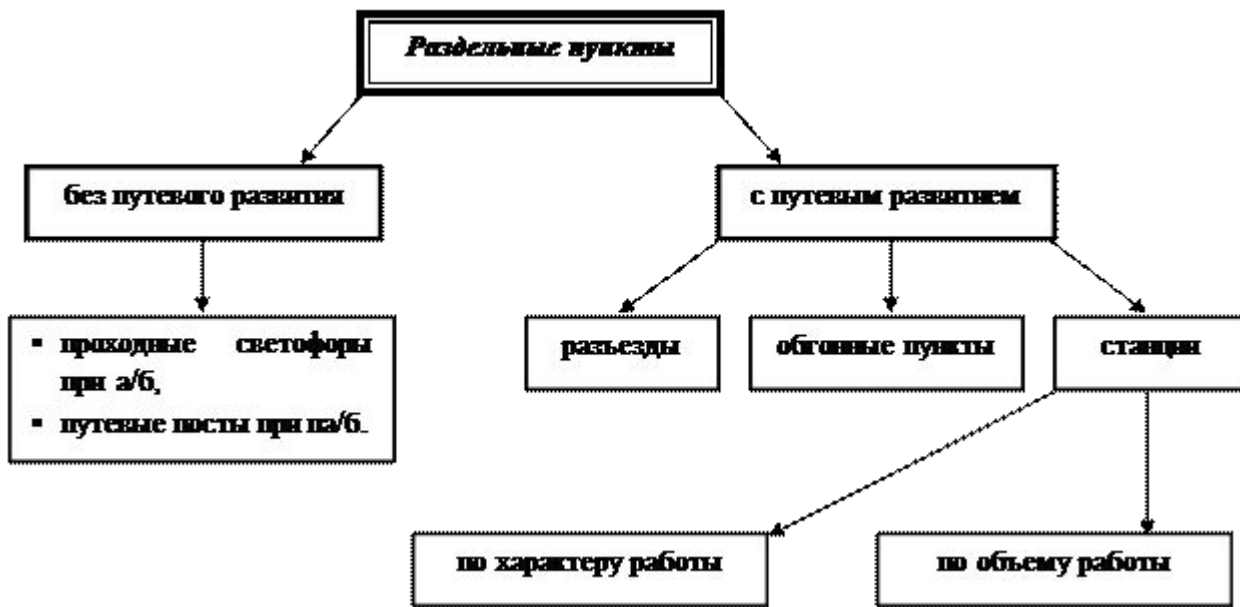 Раздельные пункты
без путевого развития
с путевым развитием
▪ проходные светофоры
при а/б,
▪ путевые посты при па/б.
разъезды
обгонные пункты
станции
по характеру работы
по объему работы